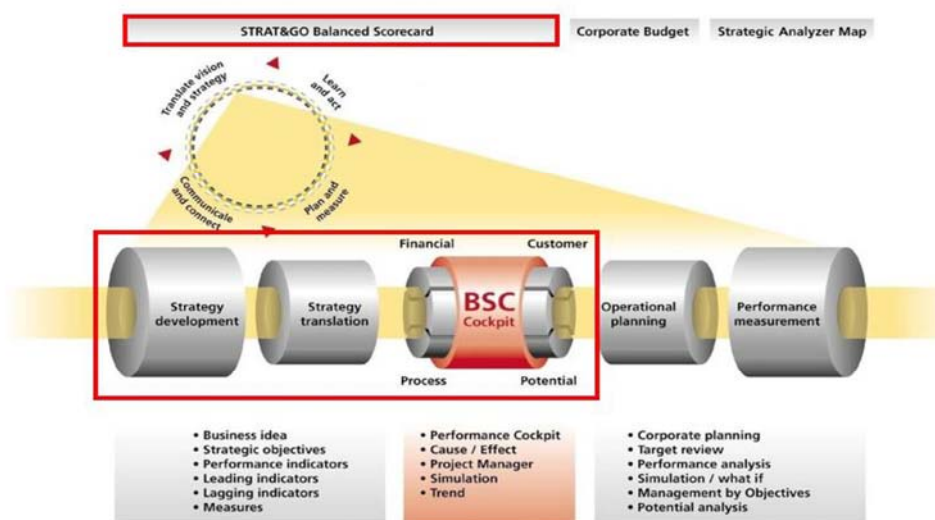 STRAT&GO Balanced Scorecard
Corporate Budget
Strategic Analyzer Map
Translate vision
and strategy
Learn
and act
Communicale
and connect
Plan and
measure
Financial
Customer
Strategy
development
Strategy
translation
BSC
Cockpit
Operational
planning
Performance
measurement
Process
Potential
• Business idea
• Strategic objectives
• Performance indicators
• Leading indicators
• Lagging indicators
• Measures
• Performance Cockpit
• Cause / Effect
• Project Manager
• Simulation
• Trend
• Corporate planning
• Target review
• Performance analysis
• Simulation / what if
• Management by Objectives
• Potential analysis